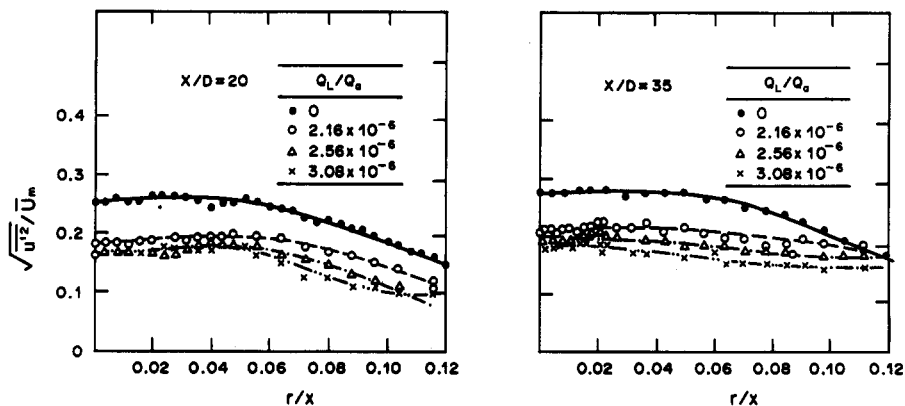 X/D=20
Q_L/Q_a
0
2.16 x 10^-6
2.56 x 10^-6
3.08 x 10^-6
0.4
0.3
0.2
0.1
0
√u'^2 / U_m
0.02 0.04 0.06 0.08 0.10 0.12
r/x
X/D=35
Q_L/Q_a
0
2.16 x 10^-6
2.56 x 10^-6
3.08 x 10^-6
0.02 0.04 0.06 0.08 0.10 0.12
r/x